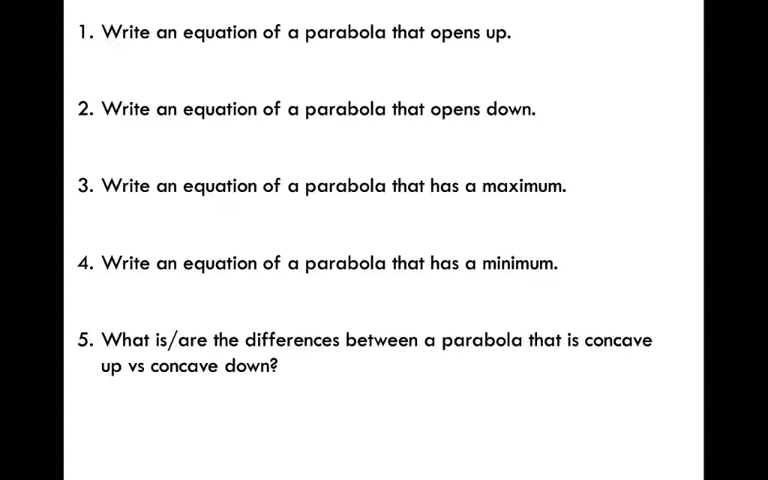 1. Write an equation of a parabola that opens up.
2. Write an equation of a parabola that opens down.
3. Write an equation of a parabola that has a maximum.
4. Write an equation of a parabola that has a minimum.
5. What is/are the differences between a parabola that is concave
up vs concave down?